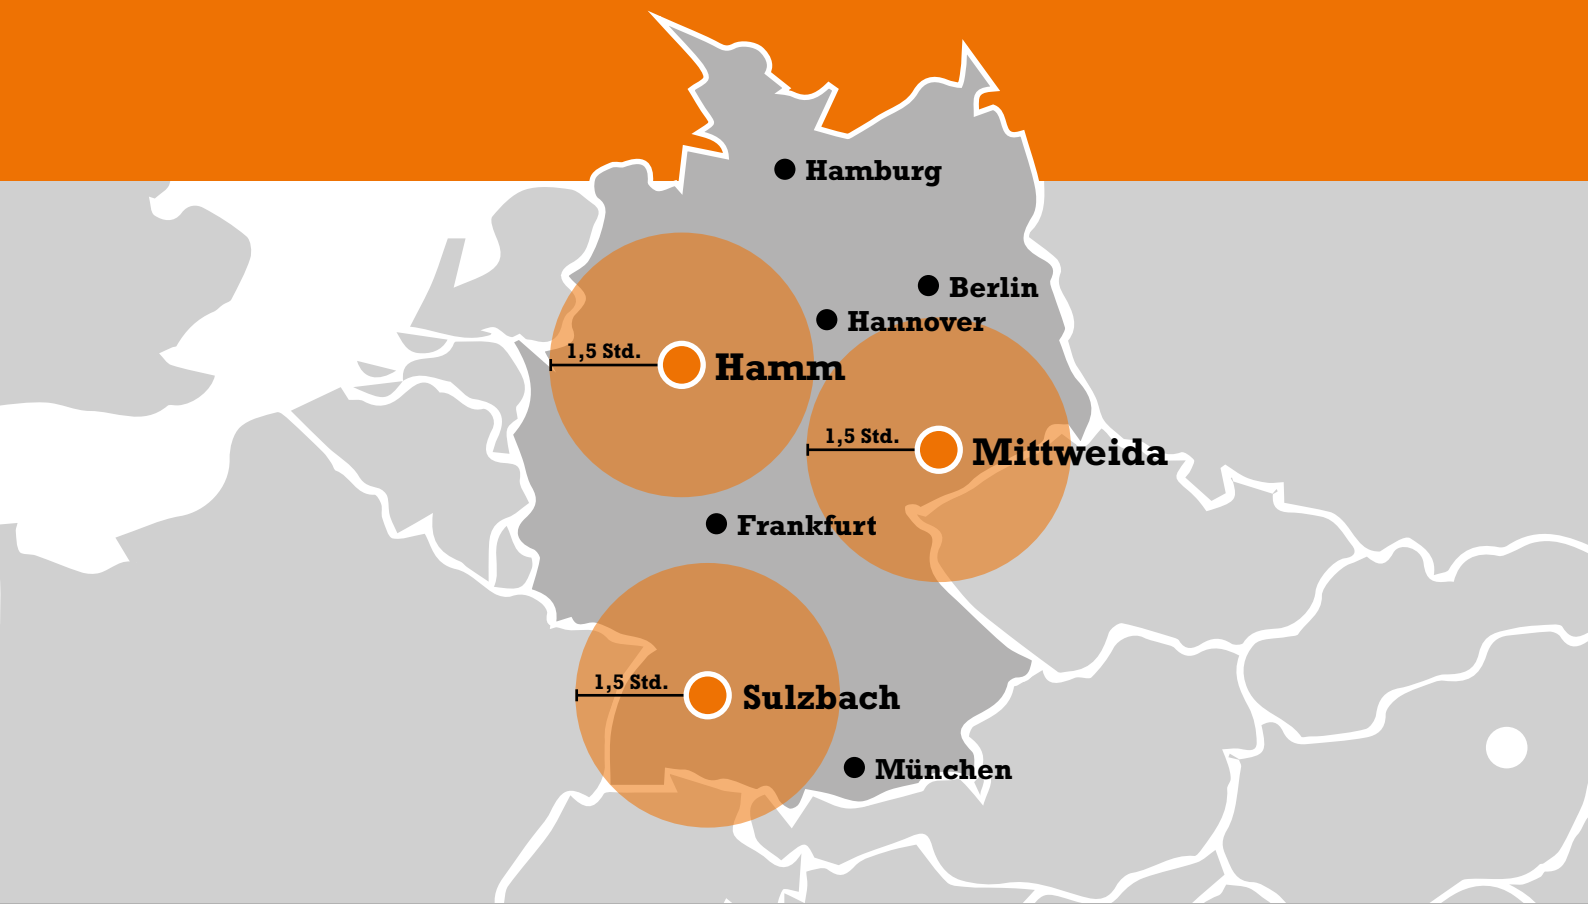 Hamburg
Berlin
Hannover
1,5 Std.
Hamm
1,5 Std.
Mittweida
Frankfurt
1,5 Std.
Sulzbach
München